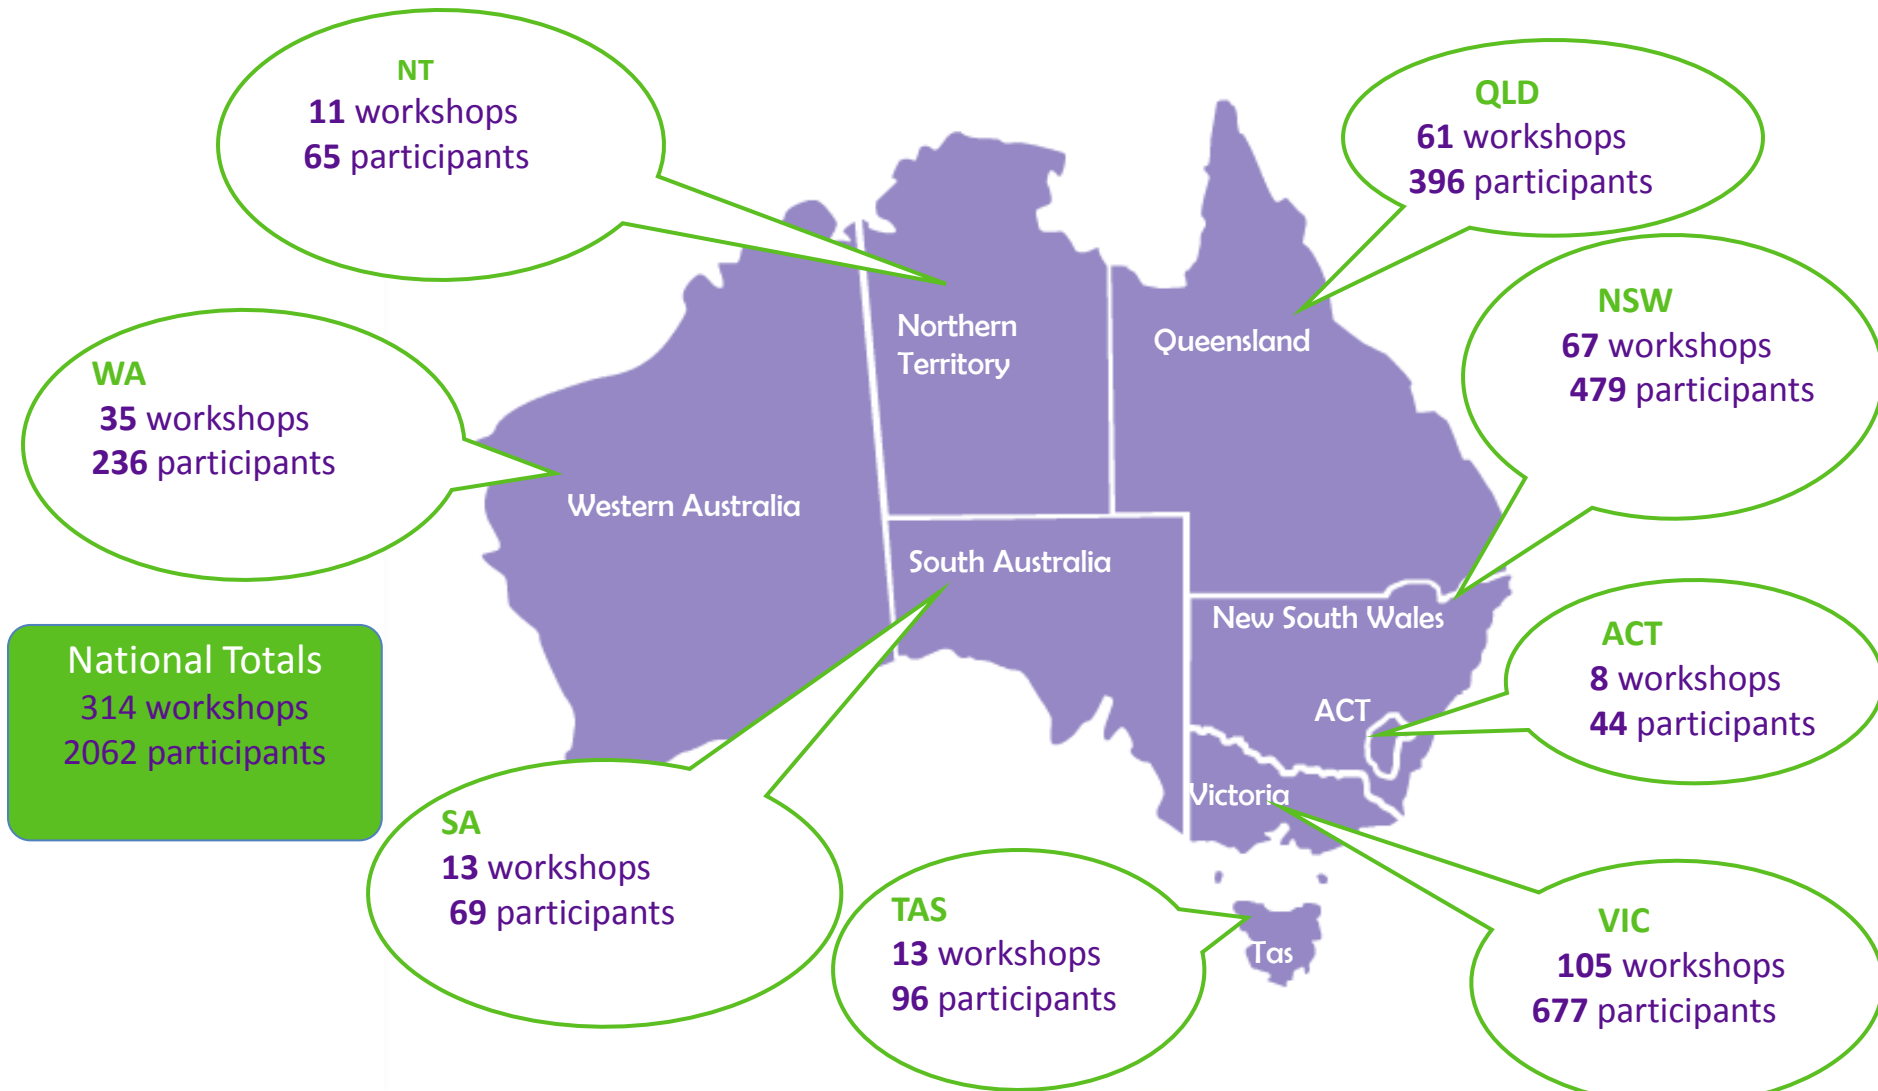 NT
11 workshops
65 participants
QLD
61 workshops
396 participants
NSW
67 workshops
479 participants
Northern
Territory
Queensland
WA
35 workshops
236 participants
Western Australia
South Australia
New South Wales
ACT
ACT
8 workshops
44 participants
National Totals
314 workshops
2062 participants
Victoria
SA
13 workshops
69 participants
TAS
13 workshops
96 participants
Tas
VIC
105 workshops
677 participants